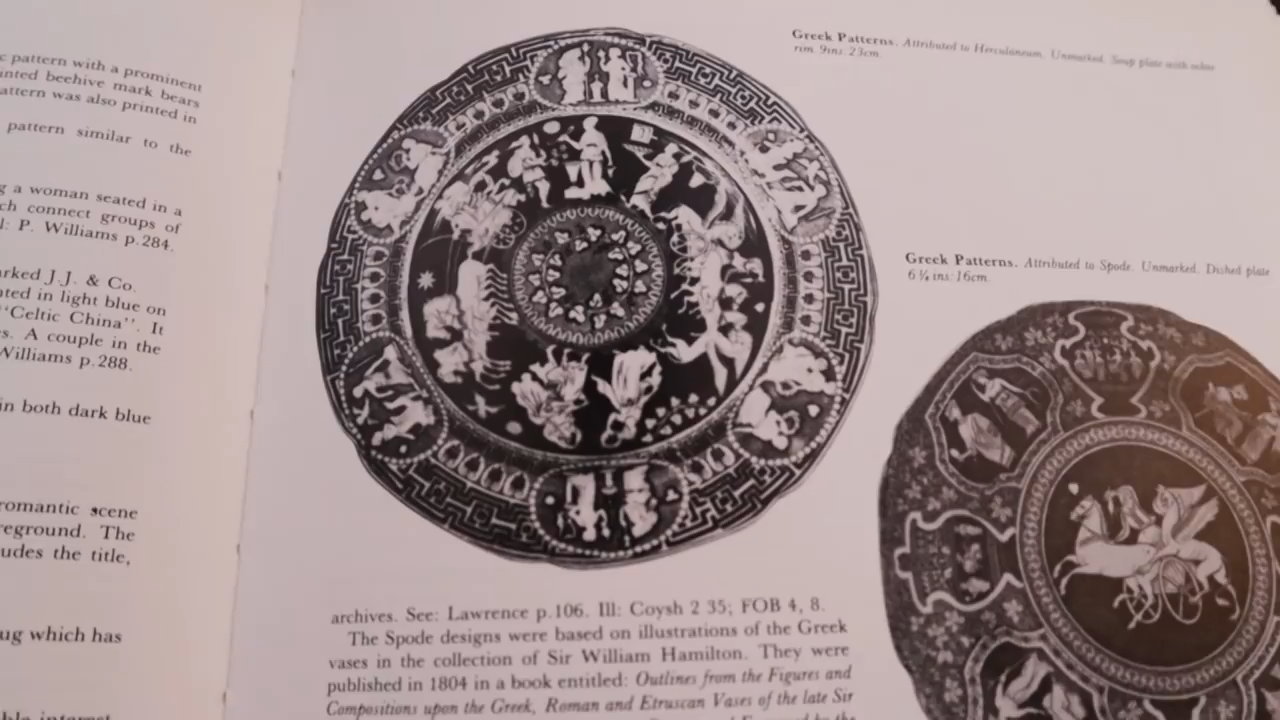 c pattern with a prominent
inted beehive mark bears
attern was also printed in
pattern similar to the
g a woman seated in a
ch connect groups of
l: P. Williams p.284.
arked J.J. & Co.
nted in light blue on
"Celtic China". It
s. A couple in the
Williams p.288.
in both dark blue
romantic scene
reground. The
udes the title,
ug which has
ble interest
Greek Patterns. Attributed to Herculaneum. Unmarked. Soup plate with ochre
rim. 9ins: 23cm.
Greek Patterns. Attributed to Spode. Unmarked. Dished plate
6¼ ins: 16cm.
archives. See: Lawrence p.106. Ill: Coysh 2 35; FOB 4, 8.
The Spode designs were based on illustrations of the Greek
vases in the collection of Sir William Hamilton. They were
published in 1804 in a book entitled: Outlines from the Figures and
Compositions upon the Greek, Roman and Etruscan Vases of the late Sir